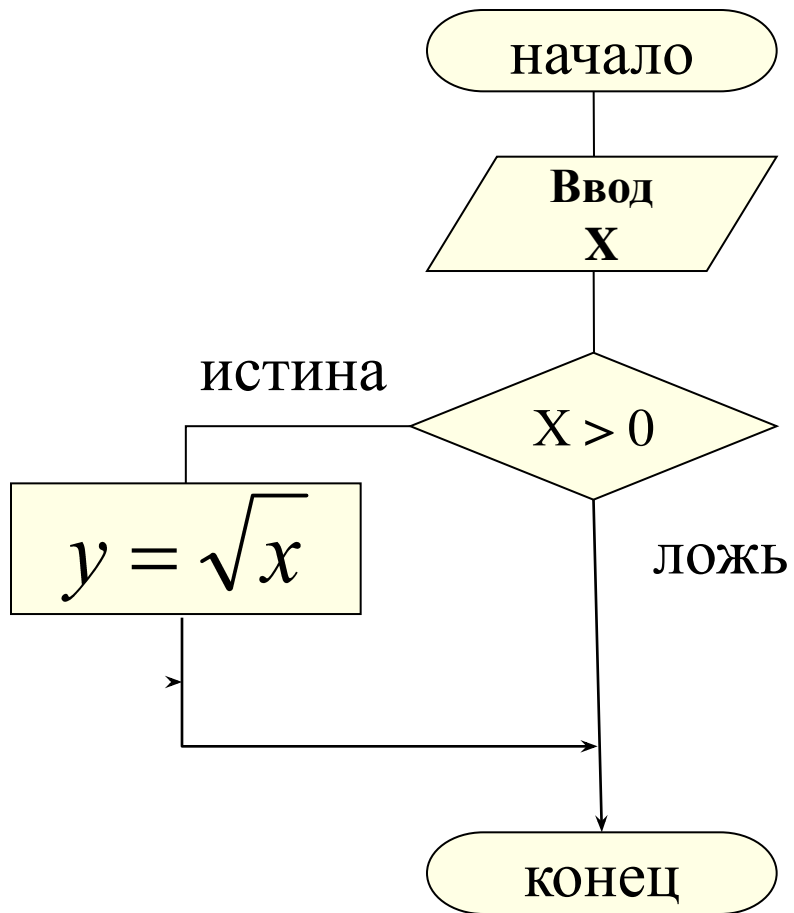 начало
Ввод
X
истина
X > 0
y = √x
ложь
конец